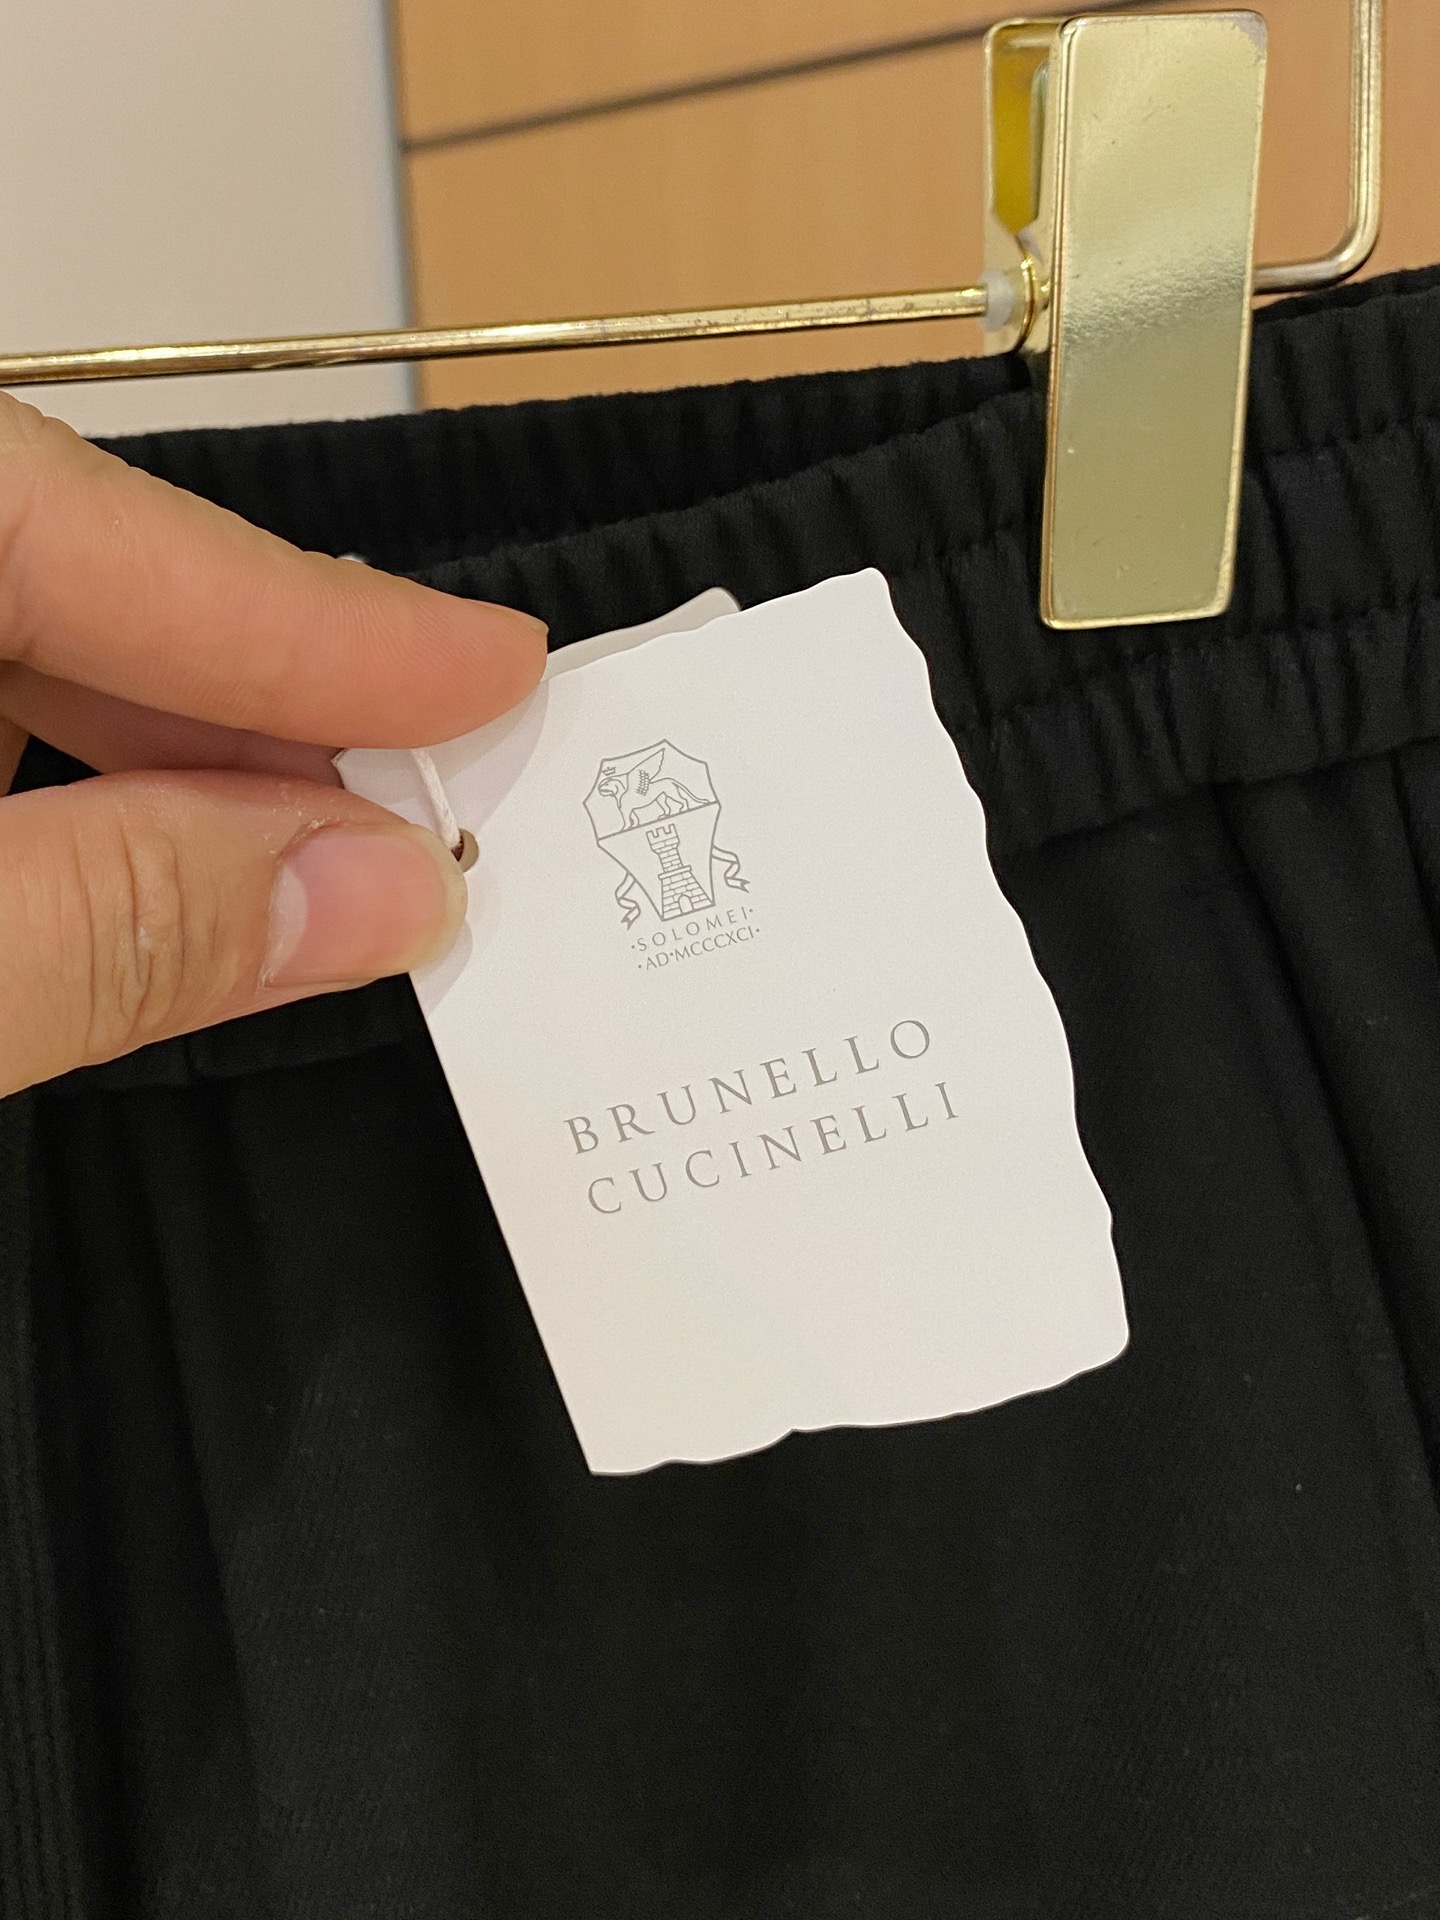 ·SOLOMEI·
·AD·MCCCXCI·
BRUNELLO
CUCINELLI